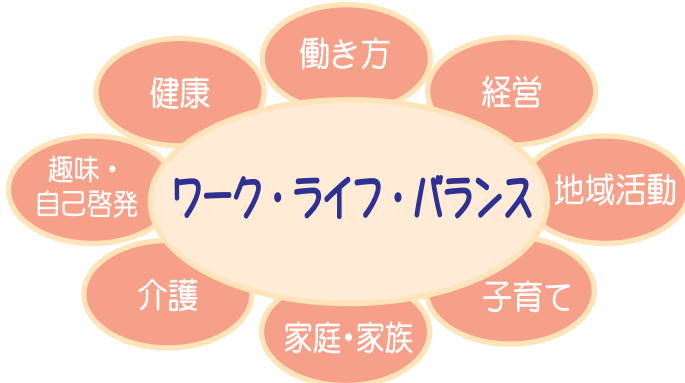 働き方
健康
経営
趣味・
自己啓発
ワーク・ライフ・バランス
地域活動
介護
子育て
家庭・家族